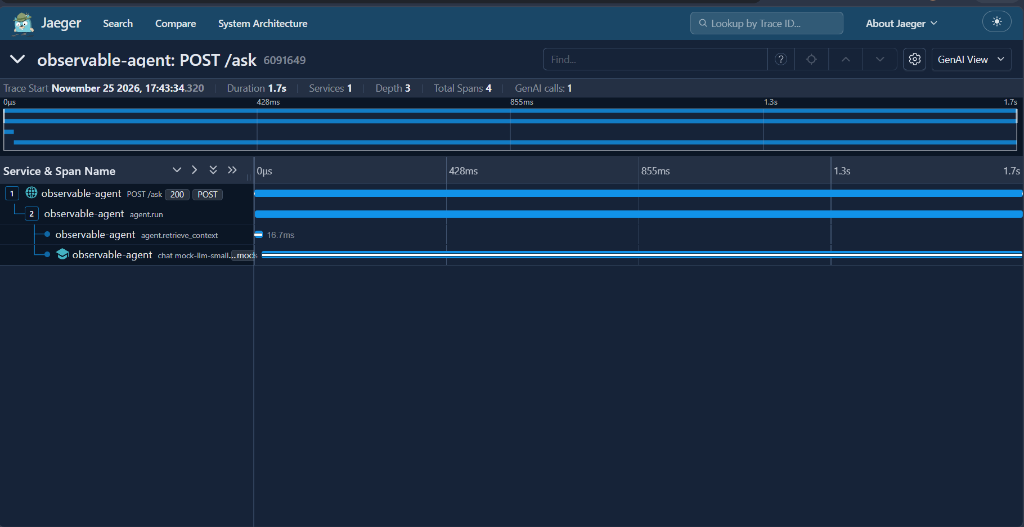 Jaeger Search Compare System Architecture Lookup by Trace ID... About Jaeger
observable-agent: POST /ask 6091649 Find... ? GenAI View
Trace Start November 25 2026, 17:43:34.320 Duration 1.7s Services 1 Depth 3 Total Spans 4 GenAI calls: 1
0μs 428ms 855ms 1.3s 1.7s
Service & Span Name 0μs 428ms 855ms 1.3s 1.7s
1 observable-agent POST /ask 200 POST
2 observable-agent agent.run
observable-agent agent.retrieve_context 16.7ms
observable-agent chat mock-llm-small...